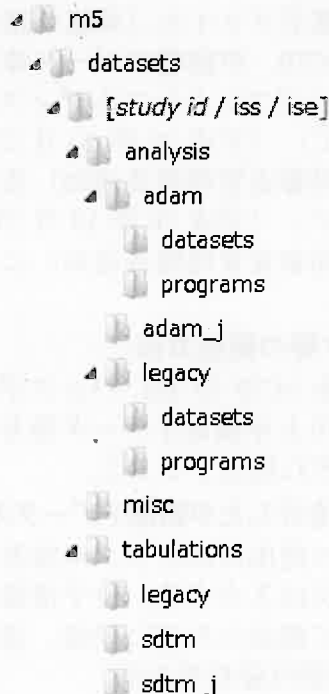 m5
datasets
[study id / iss / ise]
analysis
adam
datasets
programs
adam_j
legacy
datasets
programs
misc
tabulations
legacy
sdtm
sdtm_j